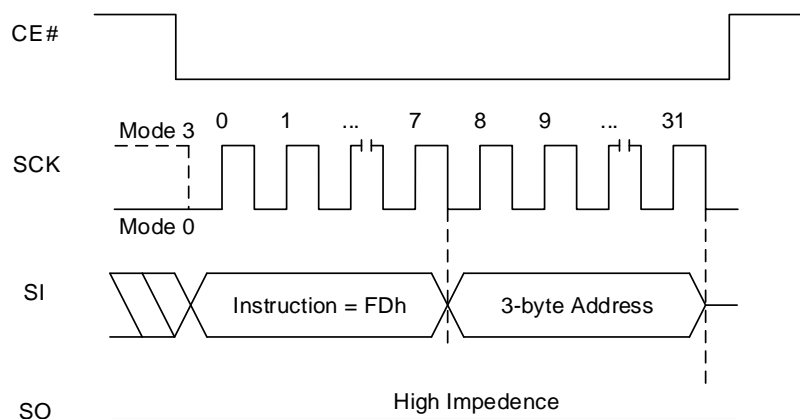 CE#
0 1 ... 7 8 9 ... 31
Mode 3
SCK
Mode 0
SI
Instruction = FDh
3-byte Address
High Impedence
SO